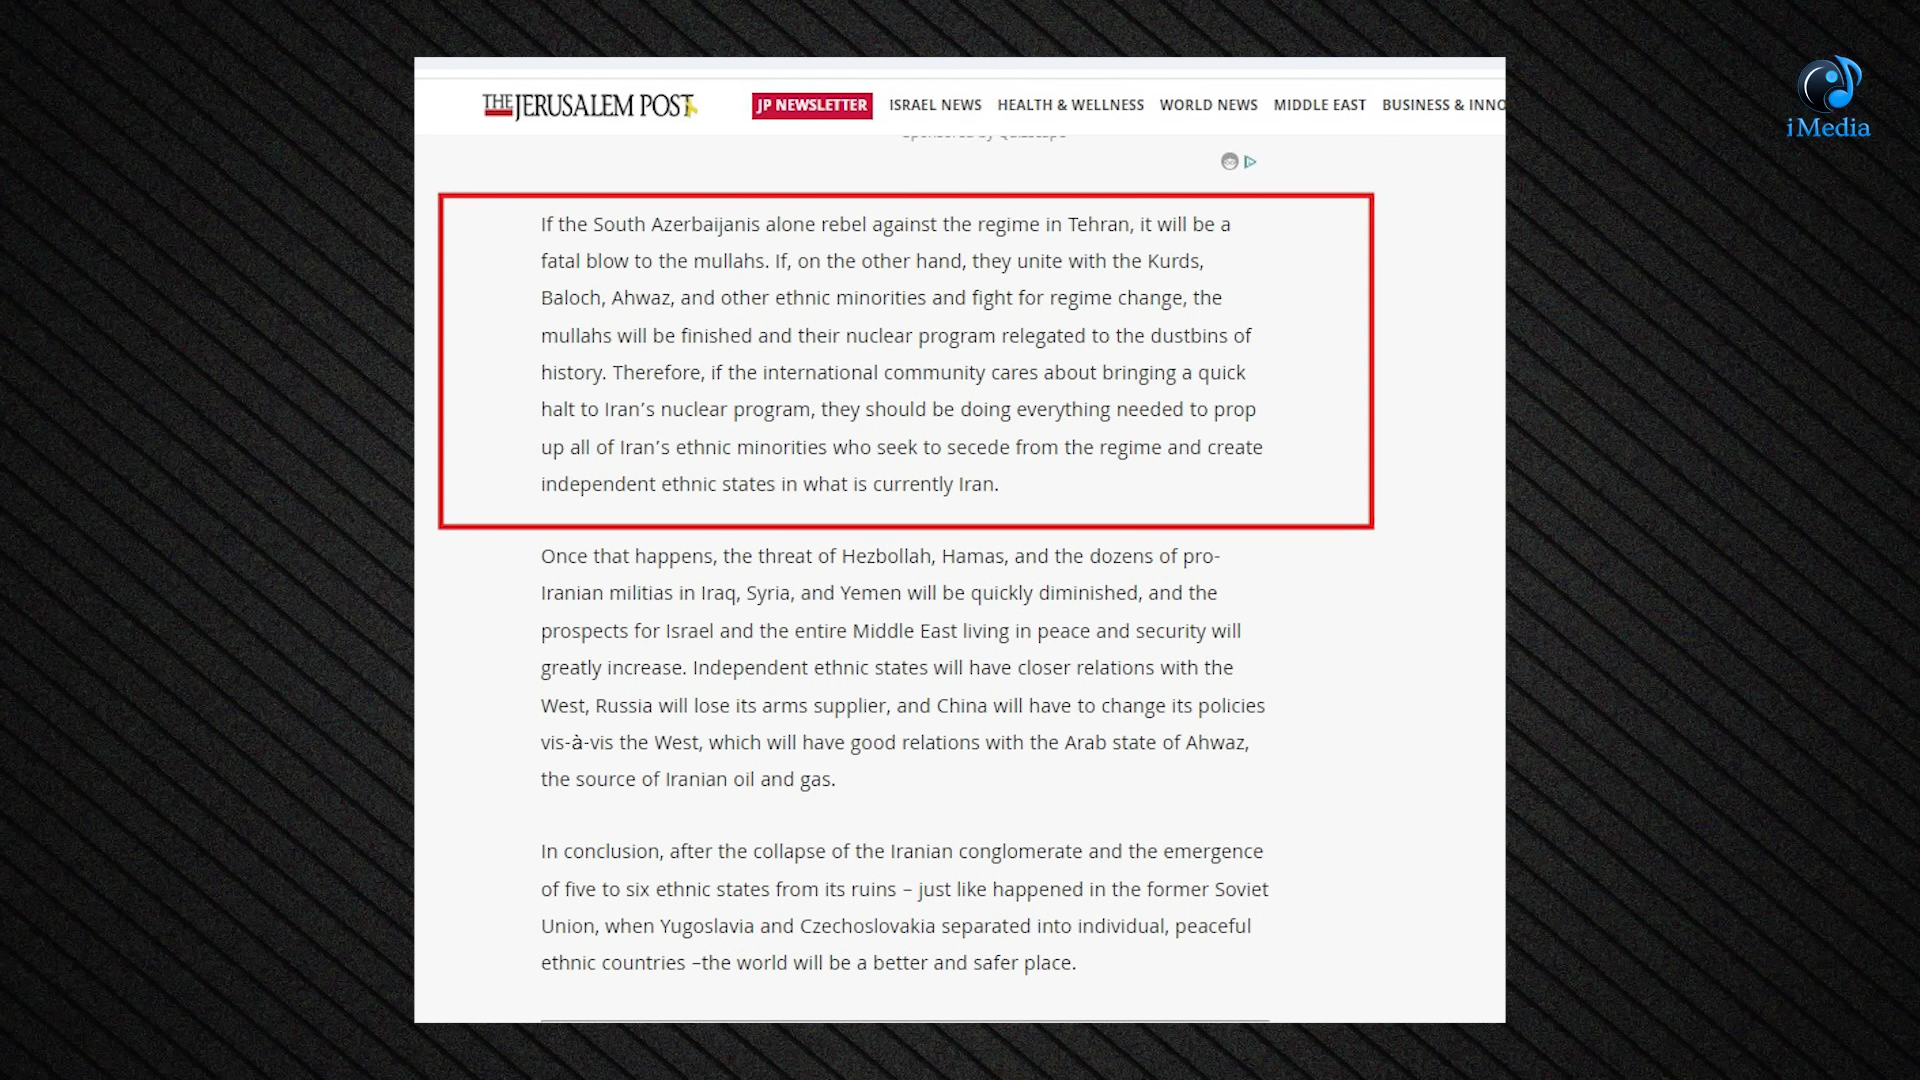 THE JERUSALEM POST
JP NEWSLETTER ISRAEL NEWS HEALTH & WELLNESS WORLD NEWS MIDDLE EAST BUSINESS & INNO
iMedia
Sponsored by
If the South Azerbaijanis alone rebel against the regime in Tehran, it will be a
fatal blow to the mullahs. If, on the other hand, they unite with the Kurds,
Baloch, Ahwaz, and other ethnic minorities and fight for regime change, the
mullahs will be finished and their nuclear program relegated to the dustbins of
history. Therefore, if the international community cares about bringing a quick
halt to Iran’s nuclear program, they should be doing everything needed to prop
up all of Iran’s ethnic minorities who seek to secede from the regime and create
independent ethnic states in what is currently Iran.
Once that happens, the threat of Hezbollah, Hamas, and the dozens of pro-
Iranian militias in Iraq, Syria, and Yemen will be quickly diminished, and the
prospects for Israel and the entire Middle East living in peace and security will
greatly increase. Independent ethnic states will have closer relations with the
West, Russia will lose its arms supplier, and China will have to change its policies
vis-à-vis the West, which will have good relations with the Arab state of Ahwaz,
the source of Iranian oil and gas.
In conclusion, after the collapse of the Iranian conglomerate and the emergence
of five to six ethnic states from its ruins – just like happened in the former Soviet
Union, when Yugoslavia and Czechoslovakia separated into individual, peaceful
ethnic countries –the world will be a better and safer place.